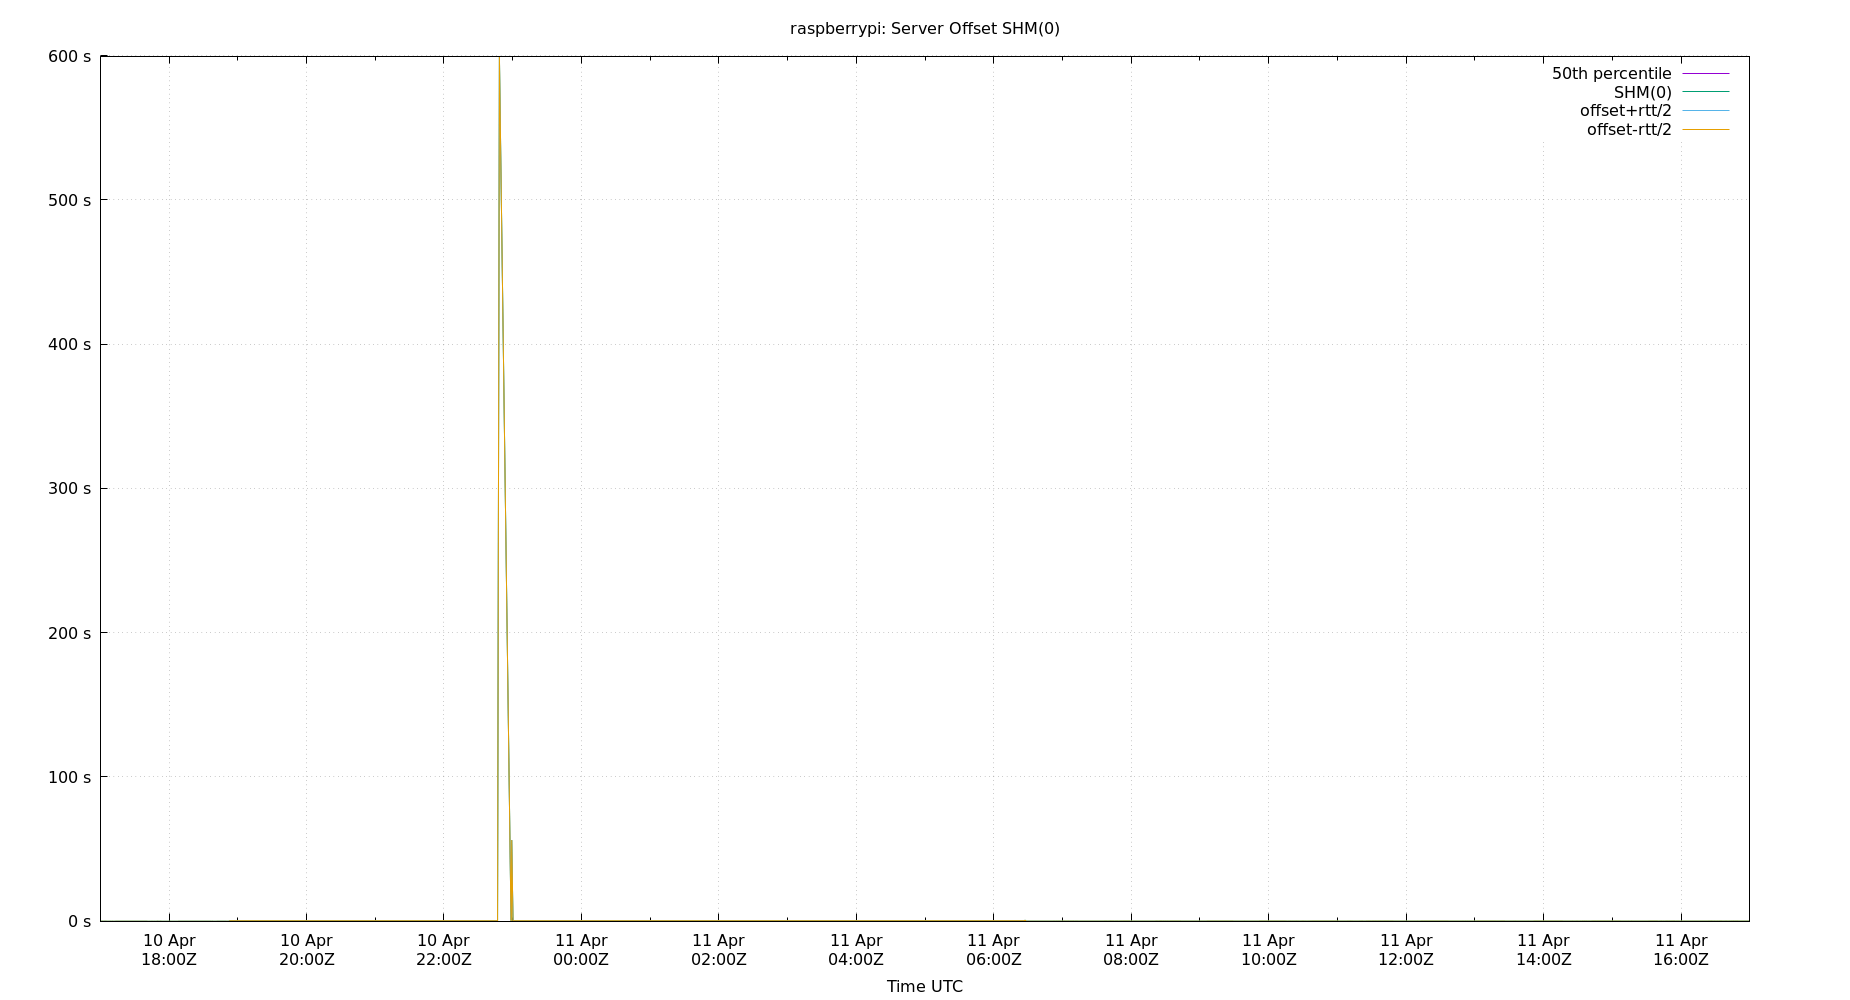 raspberrypi: Server Offset SHM(0)
600 s
500 s
400 s
300 s
200 s
100 s
0 s
50th percentile
SHM(0)
offset+rtt/2
offset-rtt/2
10 Apr 10 Apr 10 Apr 11 Apr 11 Apr 11 Apr 11 Apr 11 Apr 11 Apr 11 Apr 11 Apr 11 Apr
18:00Z 20:00Z 22:00Z 00:00Z 02:00Z 04:00Z 06:00Z 08:00Z 10:00Z 12:00Z 14:00Z 16:00Z
Time UTC